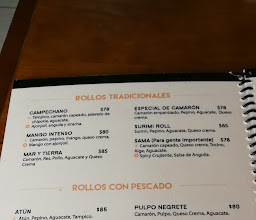 ROLLOS TRADICIONALES
CAMPECHANO $78
Tampico, camarón capeado, aderezo de
chipotle, Aguacate.
Ajonjolí, anguila y siracha.
MANGO INTENSO $80
Camarón, pepino, mango, queso crema,
Mango con ajonjolí.
MAR Y TIERRA $85
Camarón, Res, Pollo, Aguacate y Queso
Crema
ESPECIAL DE CAMARÓN $78
Camarón empanizado, Pepino, Aguacate, Queso
crema.
SURIMI ROLL $65
Surimi, Pepino, Aguacate, Queso crema.
SAMA (Para gente importante) $78
Camarón capeado, Queso crema, Tocino,
Alga, Aguacate.
Spicy Crujiente, Salsa de Anguila.
ROLLOS CON PESCADO
ATÚN $85
Atún, Pepino, Aguacate, Tampico.
PULPO NEGRETE $80
Camarón, Pulpo, Queso Crema, Aguacate.